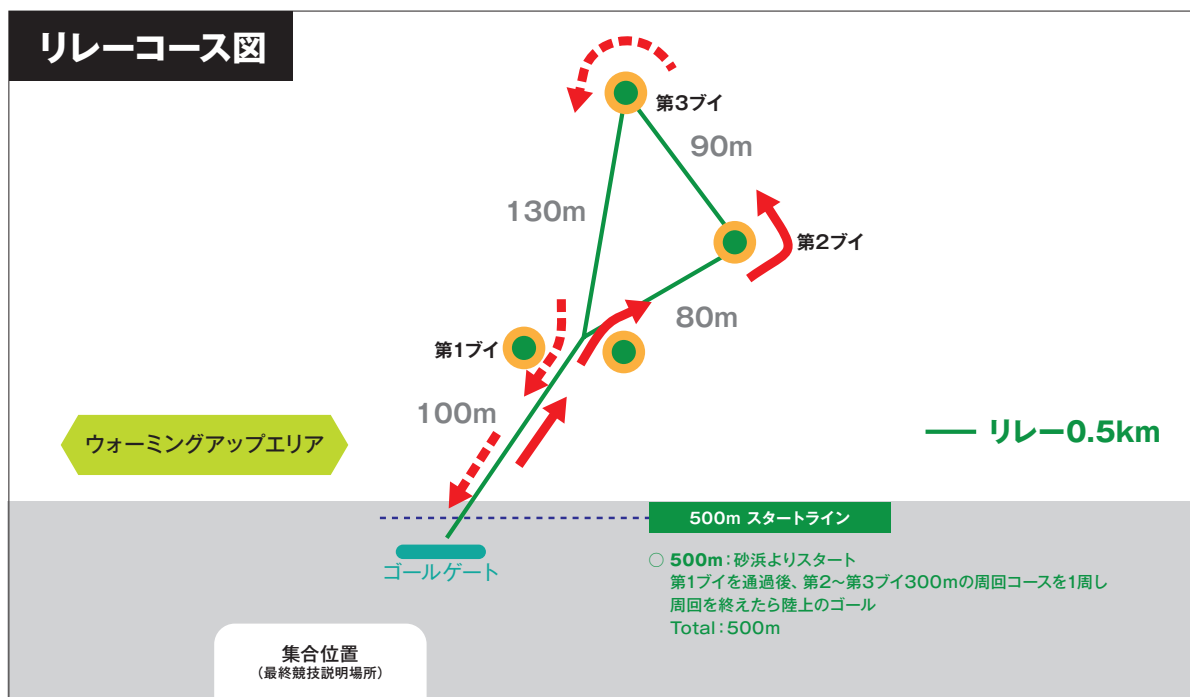 リレーコース図
第3ブイ
90m
130m
第2ブイ
80m
第1ブイ
100m
ウォーミングアップエリア
リレー0.5km
500m スタートライン
ゴールゲート
○ 500m：砂浜よりスタート
第1ブイを通過後、第2〜第3ブイ300mの周回コースを1周し
周回を終えたら陸上のゴール
Total：500m
集合位置
（最終競技説明場所）